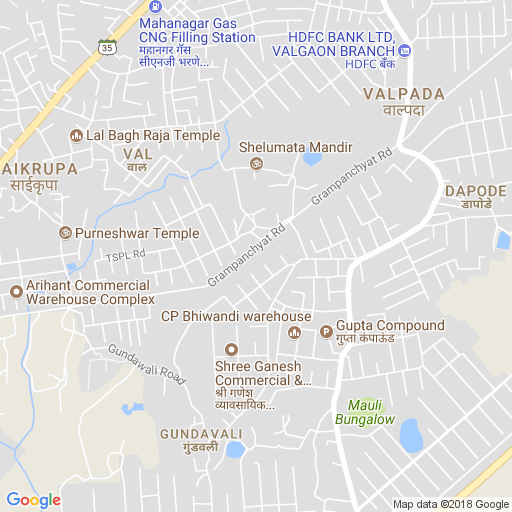 Mahanagar Gas
CNG Filling Station
महानगर गॅस
सीएनजी भरणे...
35
HDFC BANK LTD,
VALGAON BRANCH
HDFC बँक
VALPADA
वाल्पदा
Lal Bagh Raja Temple
Shelumata Mandir
VAL
वाल
AIKRUPA
साईकृपा
Grampanchyat Rd
DAPODE
डापोडे
Purneshwar Temple
TSPL Rd
Grampanchyat Rd
Arihant Commercial
Warehouse Complex
CP Bhiwandi warehouse
Gupta Compound
गुप्ता कंपाऊंड
Gundawali Road
Shree Ganesh
Commercial &...
श्री गणेश
व्यावसायिक...
Mauli
Bungalow
GUNDAVALI
गुंडवली
Google
Map data ©2018 Google